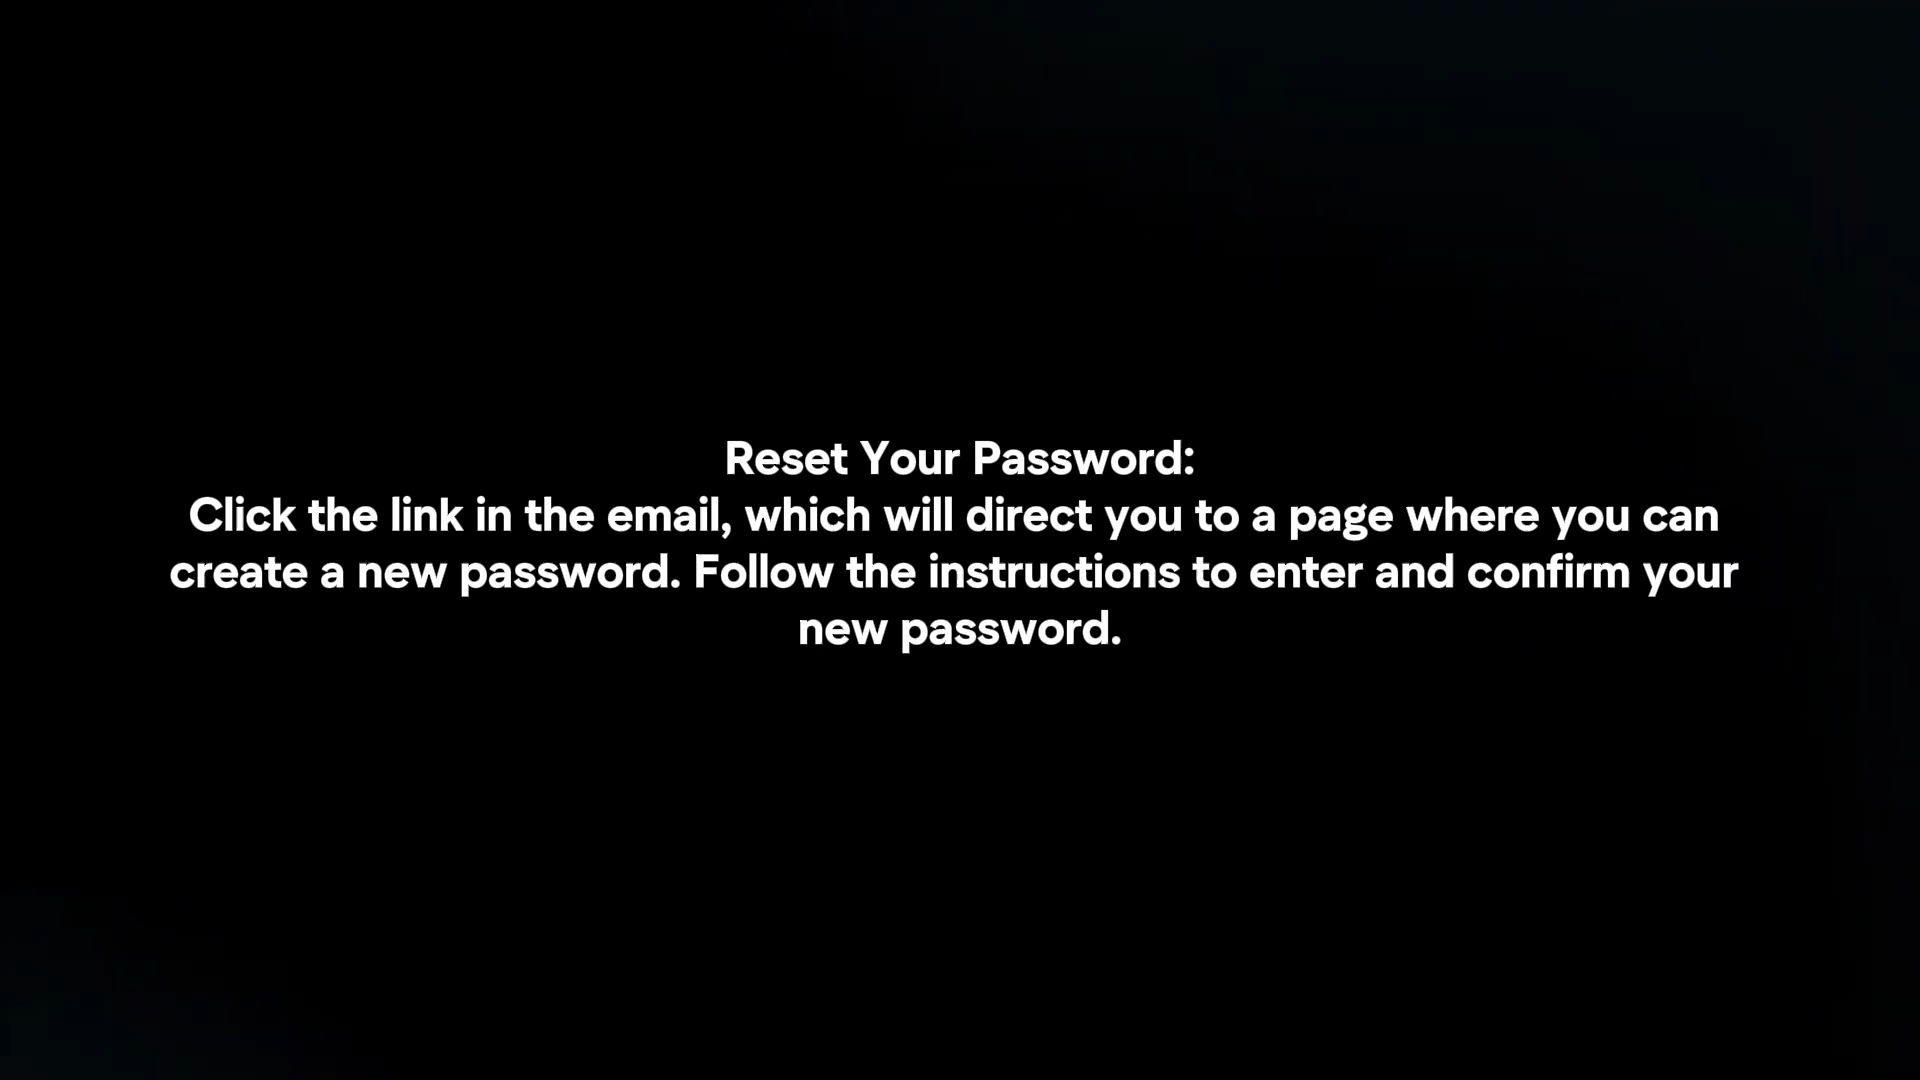 Reset Your Password:
Click the link in the email, which will direct you to a page where you can
create a new password. Follow the instructions to enter and confirm your
new password.